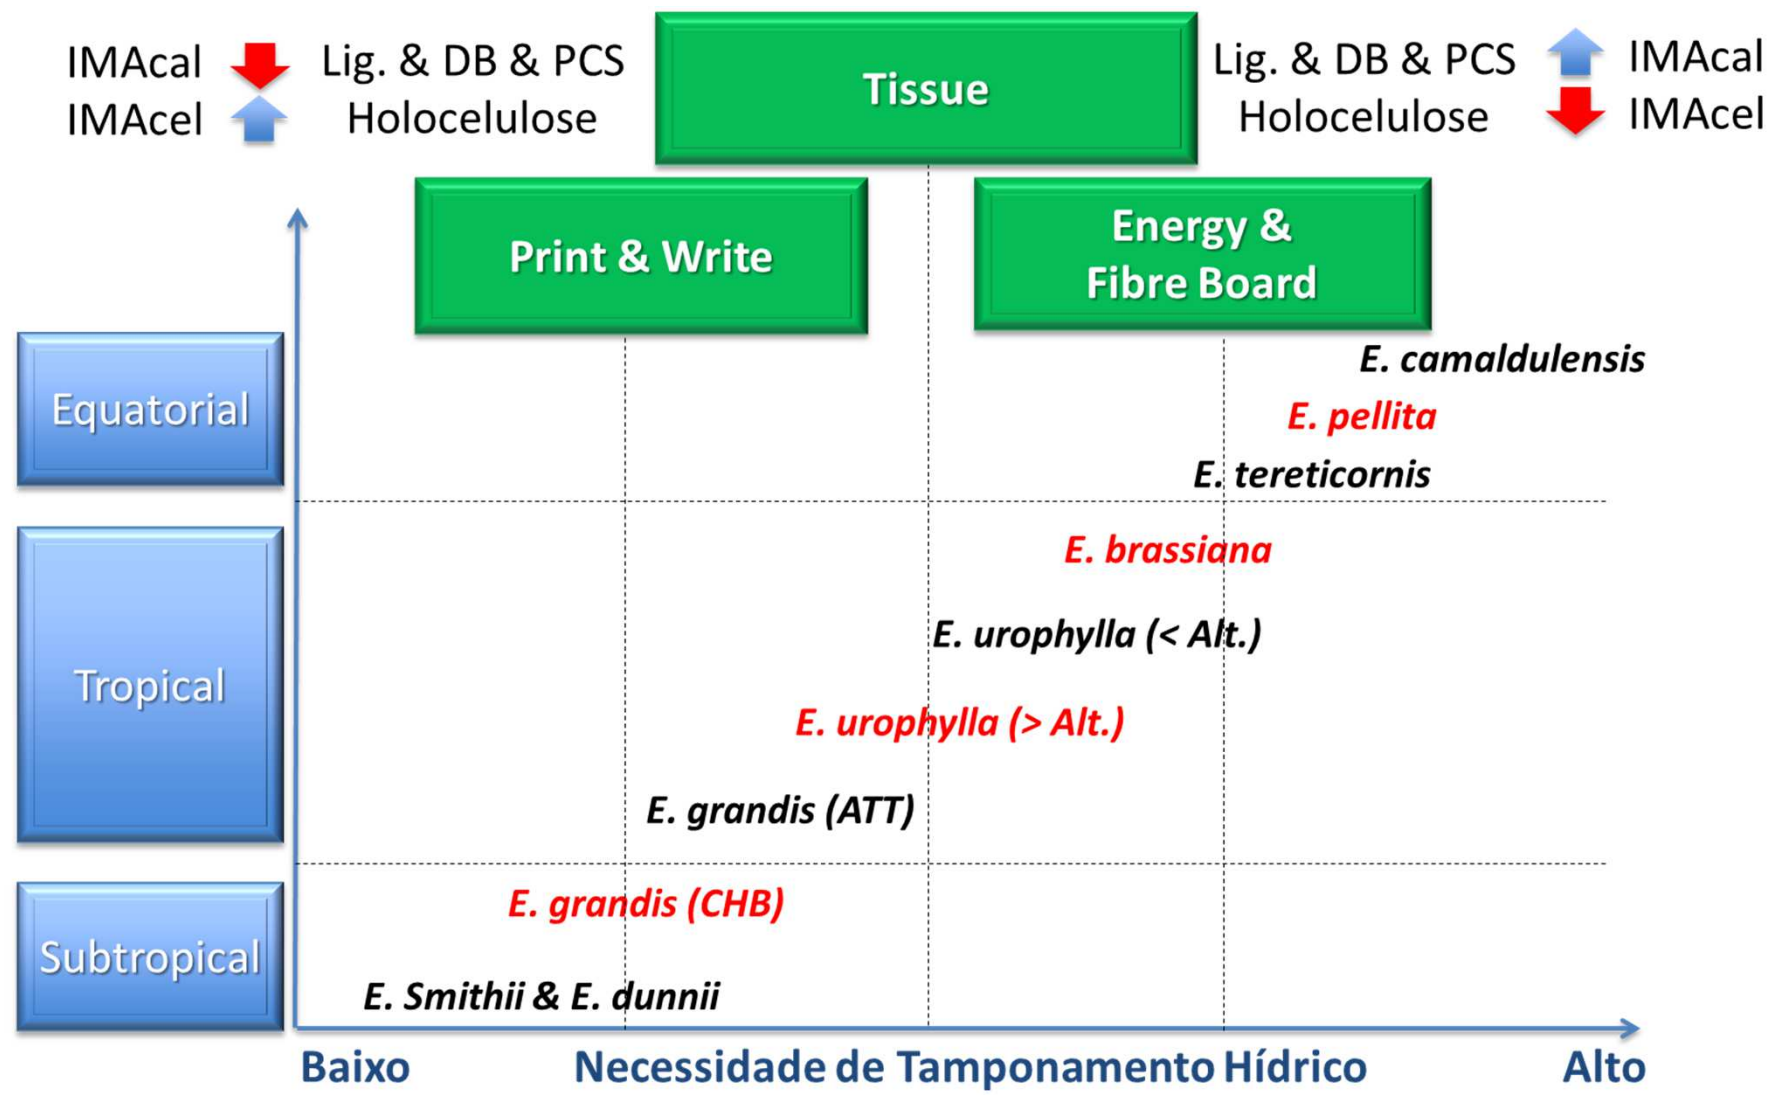 IMAcal Lig. & DB & PCS
IMAcel Holocelulose
Tissue
Lig. & DB & PCS IMAcal
Holocelulose IMAcel
Print & Write
Energy &
Fibre Board
Equatorial
E. camaldulensis
E. pellita
E. tereticornis
Tropical
E. brassiana
E. urophylla (< Alt.)
E. urophylla (> Alt.)
E. grandis (ATT)
Subtropical
E. grandis (CHB)
E. Smithii & E. dunnii
Baixo Necessidade de Tamponamento Hídrico Alto